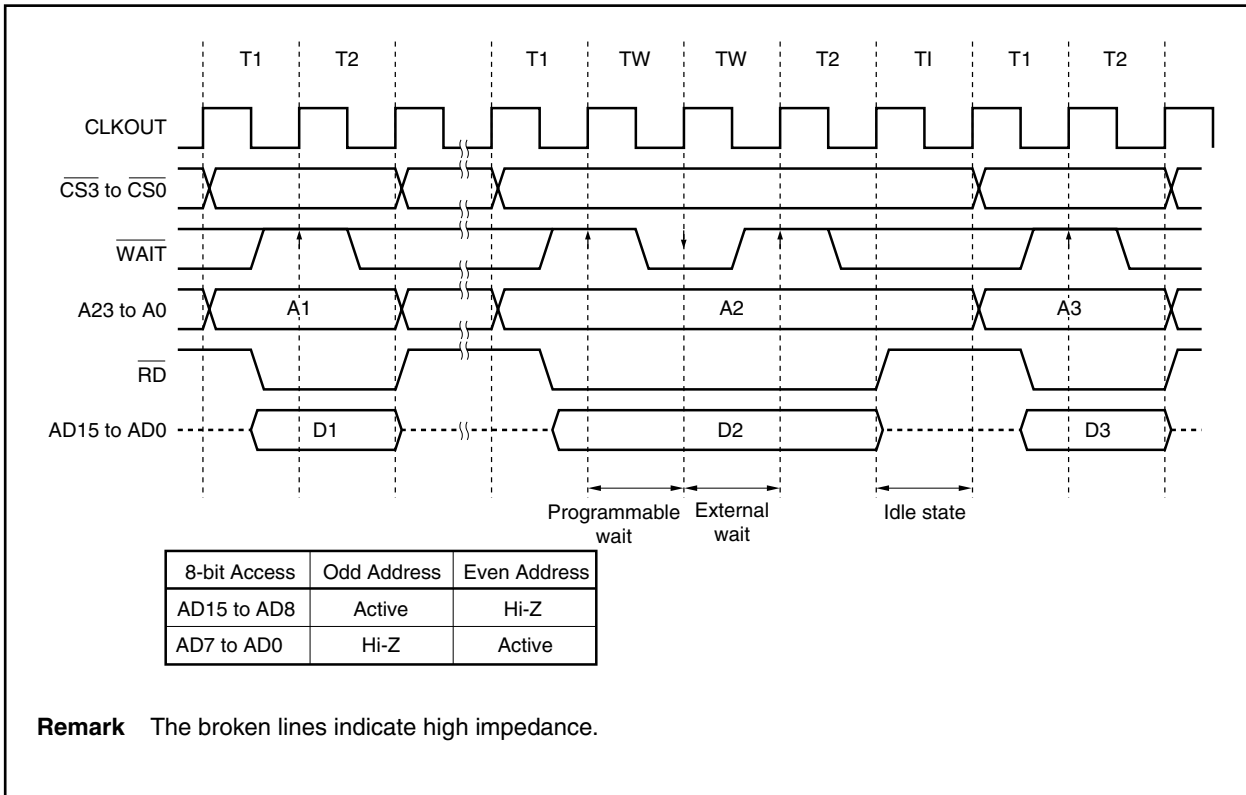 T1 T2 T1 TW TW T2 TI T1 T2
CLKOUT
CS3 to CS0
WAIT
A23 to A0 A1 A2 A3
RD
AD15 to AD0 D1 D2 D3
Programmable wait
External wait
Idle state
8-bit Access Odd Address Even Address
AD15 to AD8 Active Hi-Z
AD7 to AD0 Hi-Z Active
Remark The broken lines indicate high impedance.